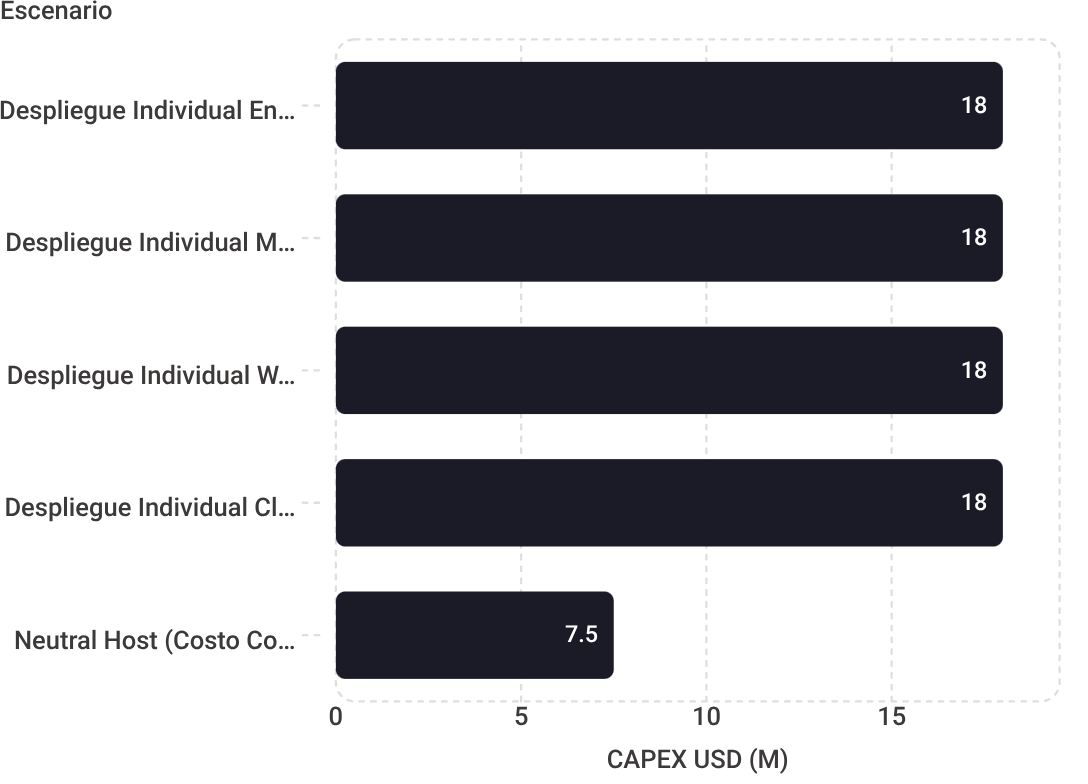 Escenario
Despliegue Individual En...
18
Despliegue Individual M...
18
Despliegue Individual W...
18
Despliegue Individual Cl...
18
Neutral Host (Costo Co...
7.5
0 5 10 15
CAPEX USD (M)